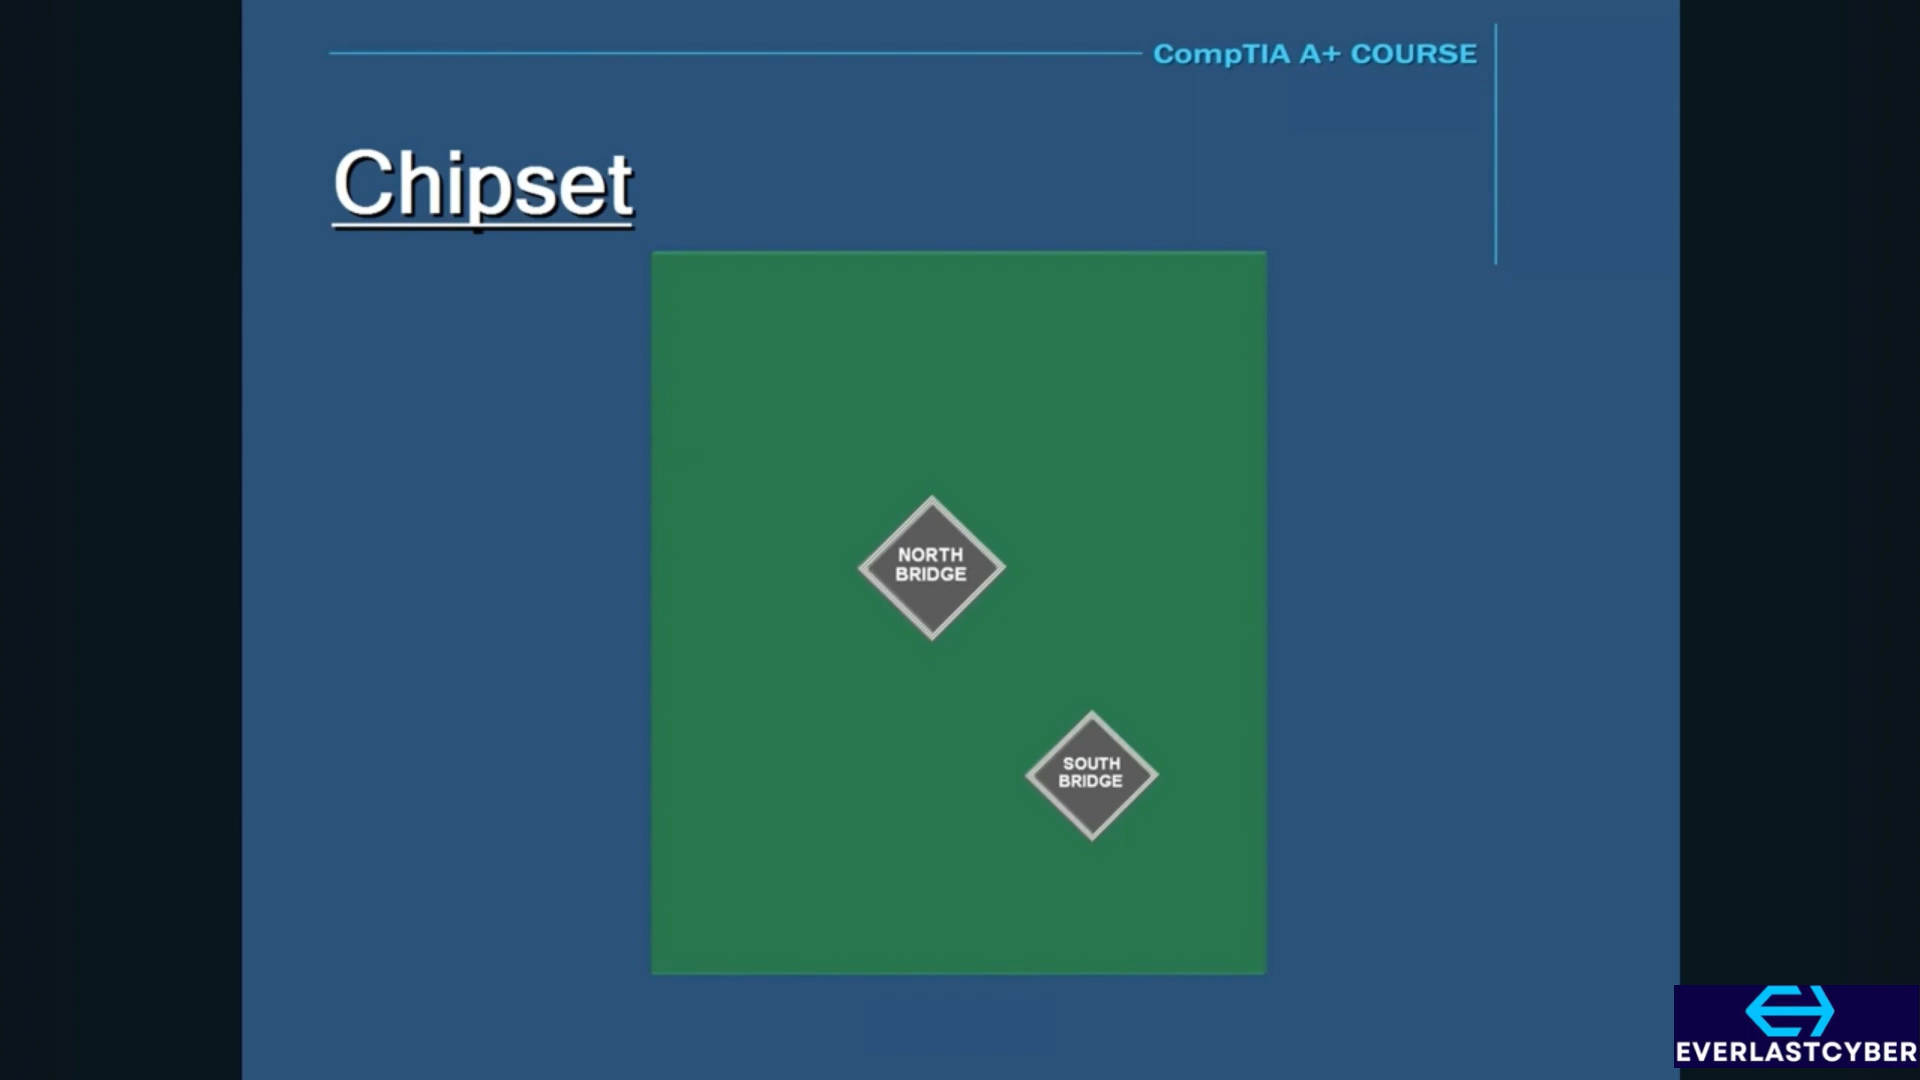 CompTIA A+ COURSE
Chipset
NORTH
BRIDGE
SOUTH
BRIDGE
EVERLASTCYBER